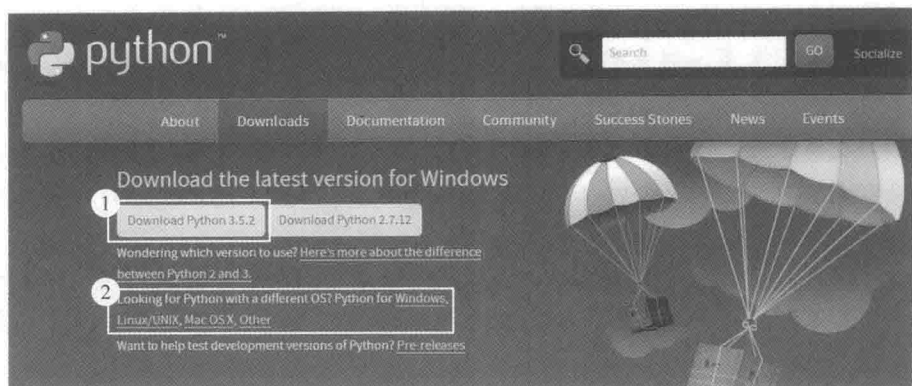 python™
Search GO Socialize
About Downloads Documentation Community Success Stories News Events
Download the latest version for Windows
1
Download Python 3.5.2 Download Python 2.7.12
Wondering which version to use? Here's more about the difference
between Python 2 and 3.
2
Looking for Python with a different OS? Python for Windows,
Linux/UNIX, Mac OS X, Other
Want to help test development versions of Python? Pre-releases